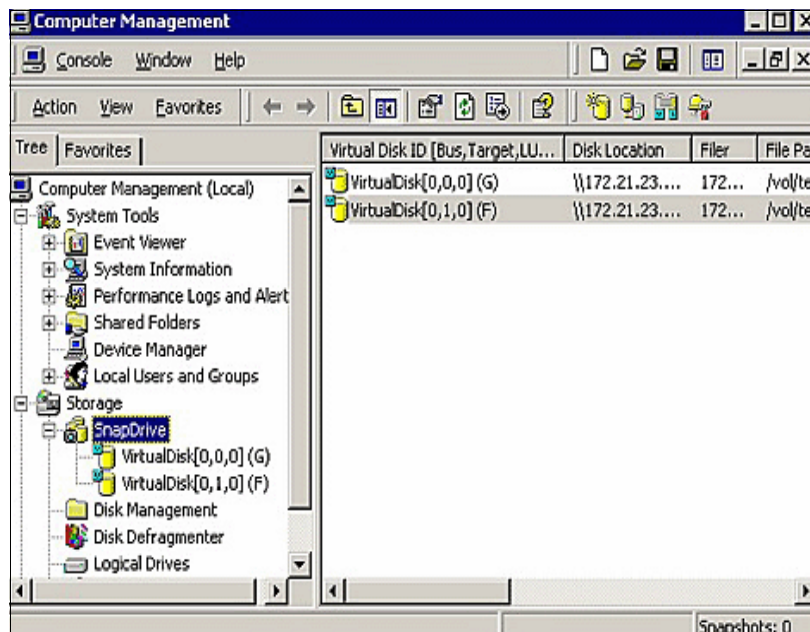 Computer Management
Console Window Help
Action View Favorites
Tree Favorites
Virtual Disk ID [Bus,Target,LU... Disk Location Filer File Pa
VirtualDisk[0,0,0] (G) \\172.21.23.... 172... /vol/te
VirtualDisk[0,1,0] (F) \\172.21.23.... 172... /vol/te
Computer Management (Local)
System Tools
Event Viewer
System Information
Performance Logs and Alert
Shared Folders
Device Manager
Local Users and Groups
Storage
SnapDrive
VirtualDisk[0,0,0] (G)
VirtualDisk[0,1,0] (F)
Disk Management
Disk Defragmenter
Logical Drives
Snapshots: 0